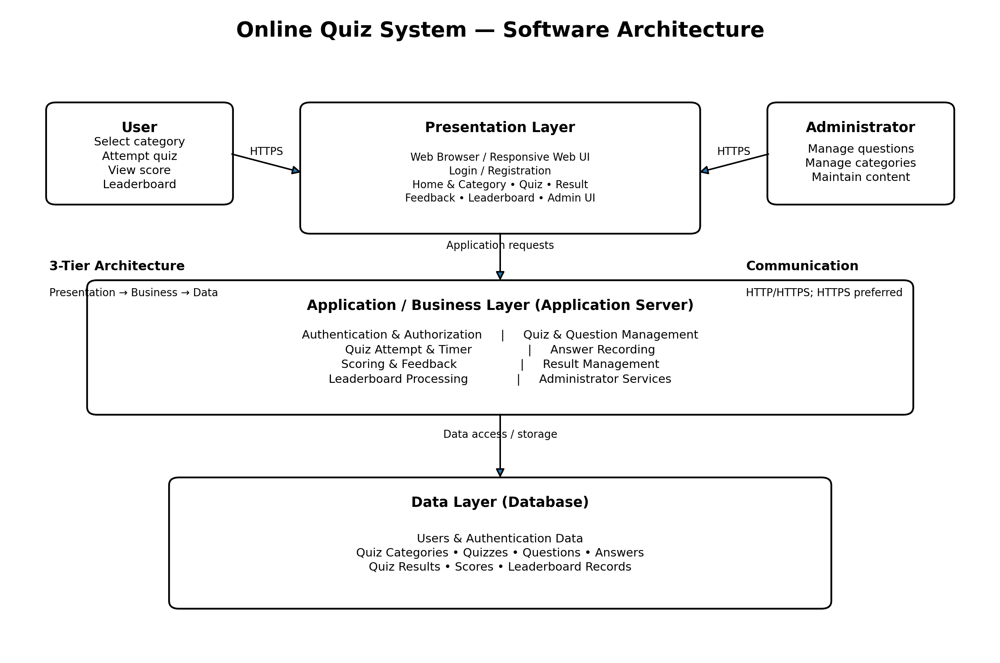 Online Quiz System — Software Architecture
User
Select category
Attempt quiz
View score
Leaderboard
HTTPS
Presentation Layer
Web Browser / Responsive Web UI
Login / Registration
Home & Category • Quiz • Result
Feedback • Leaderboard • Admin UI
HTTPS
Administrator
Manage questions
Manage categories
Maintain content
Application requests
3-Tier Architecture
Presentation → Business → Data
Communication
HTTP/HTTPS; HTTPS preferred
Application / Business Layer (Application Server)
Authentication & Authorization | Quiz & Question Management
Quiz Attempt & Timer | Answer Recording
Scoring & Feedback | Result Management
Leaderboard Processing | Administrator Services
Data access / storage
Data Layer (Database)
Users & Authentication Data
Quiz Categories • Quizzes • Questions • Answers
Quiz Results • Scores • Leaderboard Records